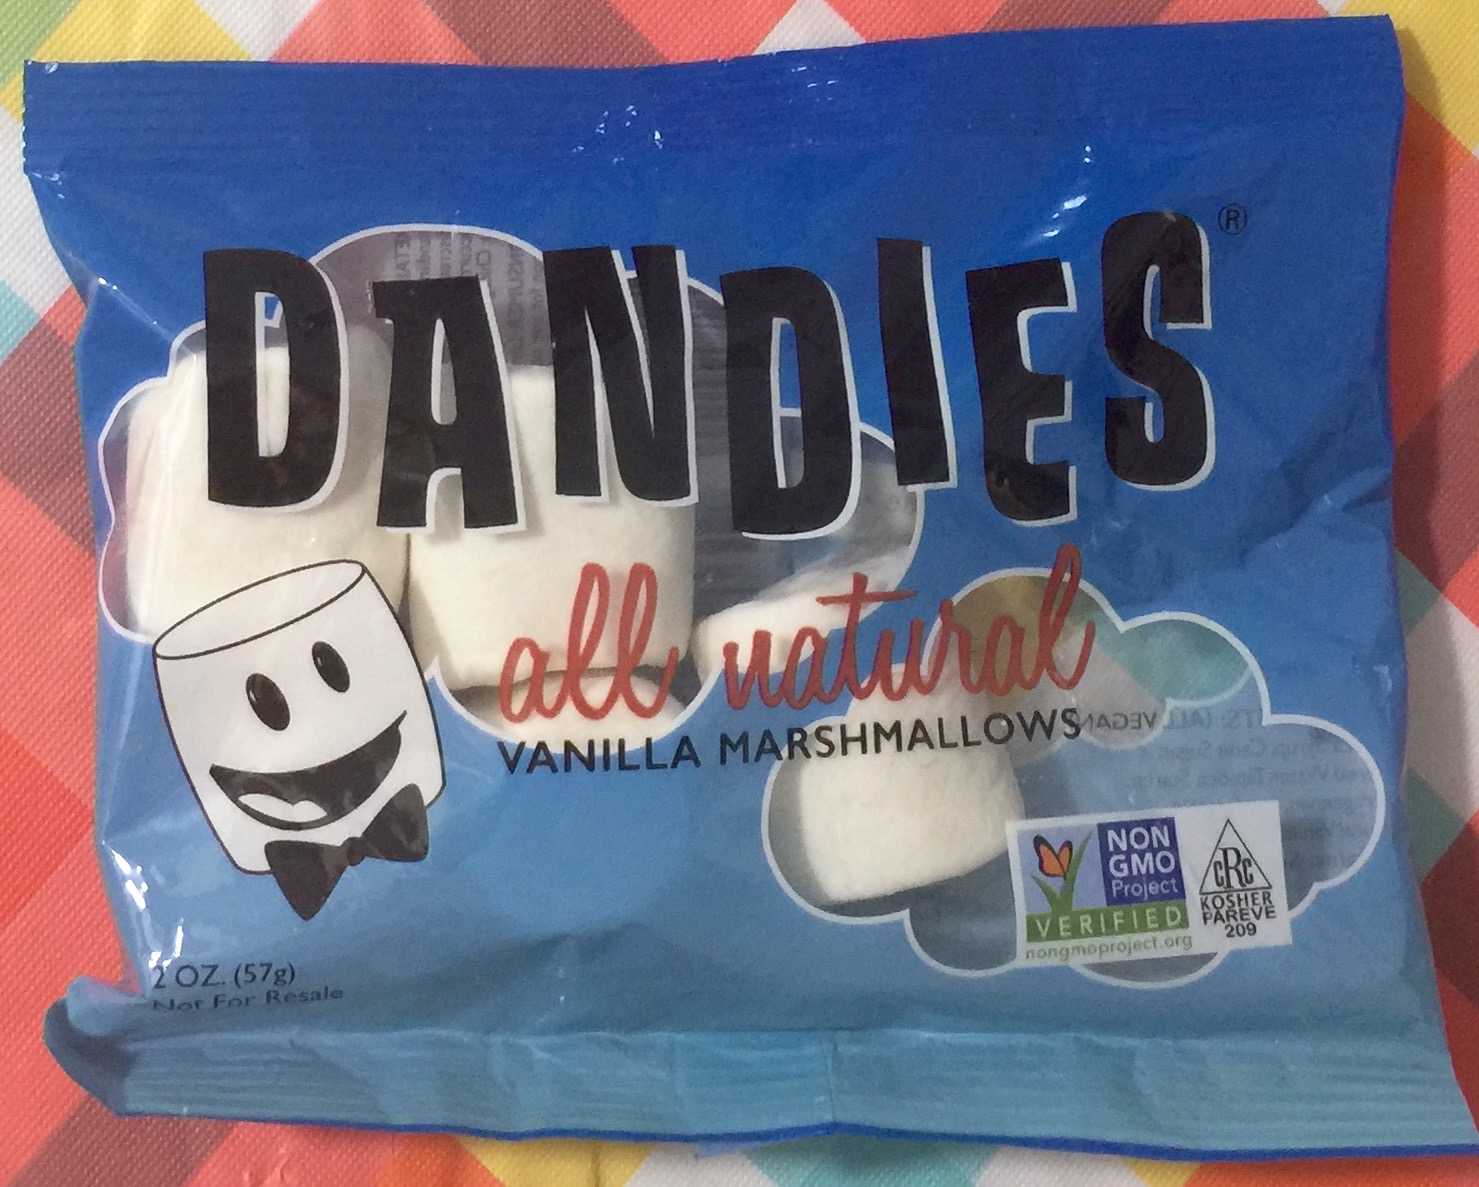 DANDIES®
all natural
VANILLA MARSHMALLOWS
NON
GMO
Project
VERIFIED
nongmoproject.org
cRc
KOSHER
PAREVE
209
2 OZ. (57g)
Not For Resale